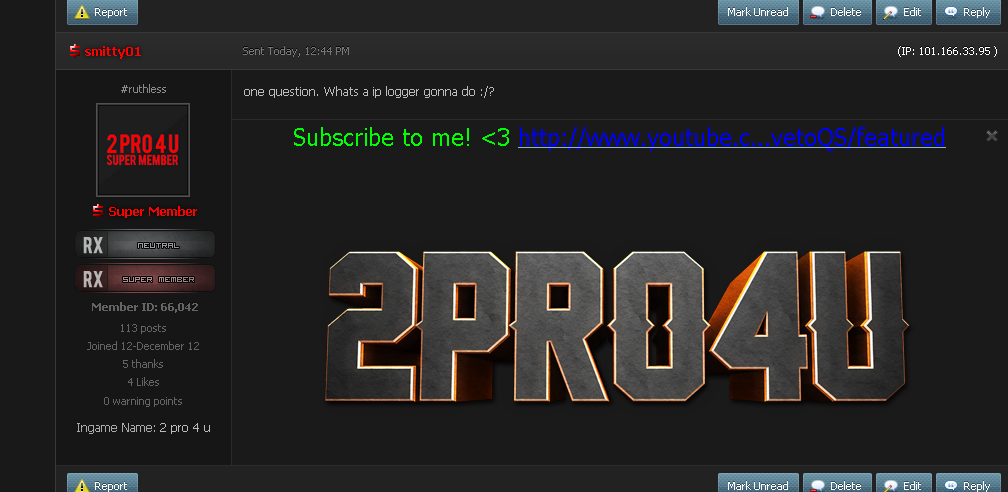 Report Mark Unread Delete Edit Reply
smitty01 Sent Today, 12:44 PM (IP: 101.166.33.95 )
#ruthless
one question. Whats a ip logger gonna do :/?
2PRO4U
SUPER MEMBER
Subscribe to me! <3 http://www.youtube.c...vetoQS/featured
Super Member
RX NEUTRAL
RX SUPER MEMBER
Member ID: 66,042
113 posts
Joined 12-December 12
5 thanks
4 Likes
0 warning points
Ingame Name: 2 pro 4 u
2PRO4U
Report Mark Unread Delete Edit Reply